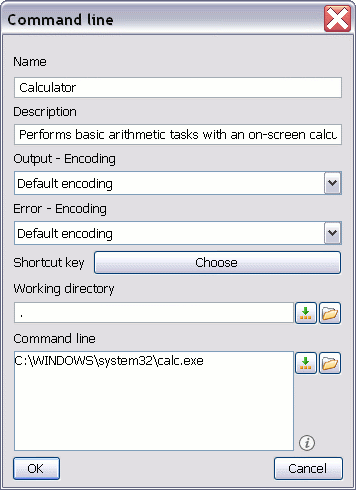 Command line
Name
Calculator
Description
Performs basic arithmetic tasks with an on-screen calcu
Output - Encoding
Default encoding
Error - Encoding
Default encoding
Shortcut key Choose
Working directory
.
Command line
C:\WINDOWS\system32\calc.exe
OK Cancel